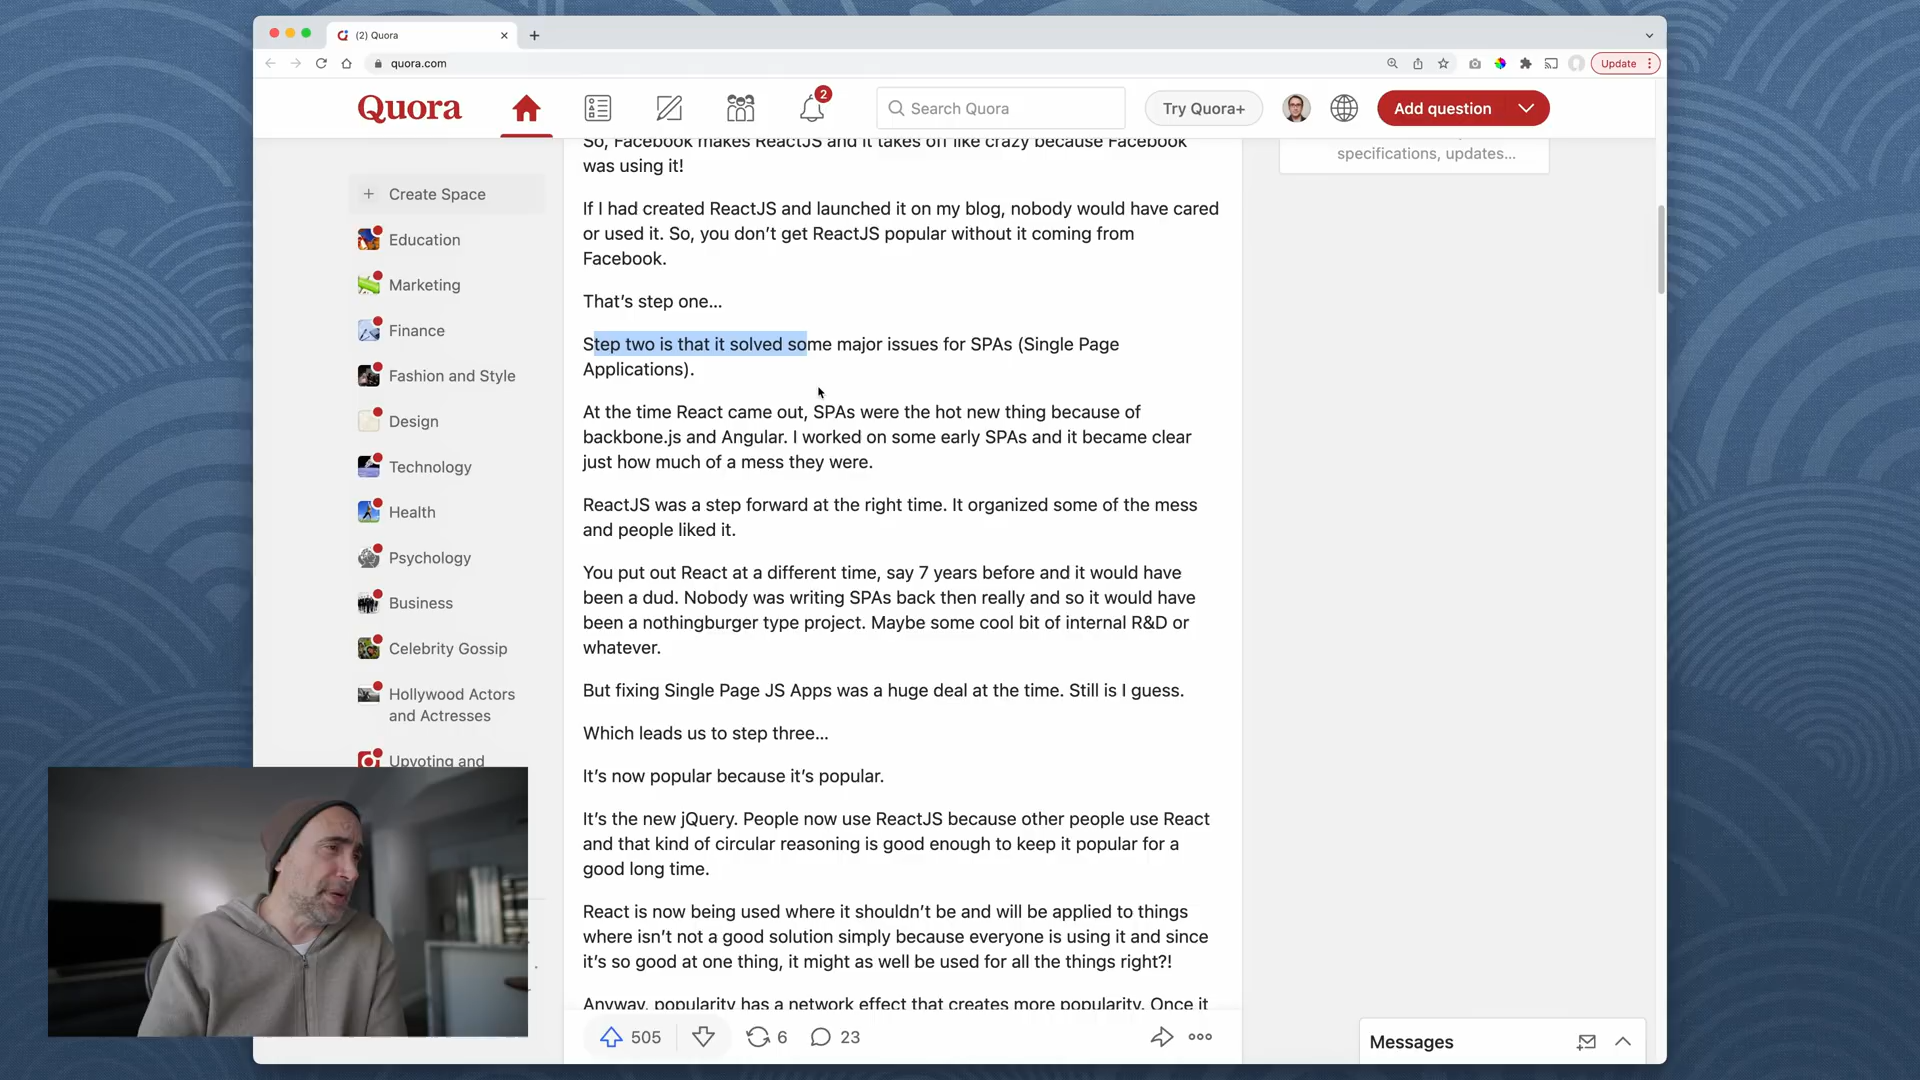 (2) Quora
quora.com
Update
Quora
2
Search Quora
Try Quora+
Add question
+ Create Space
Education
Marketing
Finance
Fashion and Style
Design
Technology
Health
Psychology
Business
Celebrity Gossip
Hollywood Actors
and Actresses
Upvoting and
So, Facebook makes ReactJS and it takes off like crazy because Facebook
was using it!
If I had created ReactJS and launched it on my blog, nobody would have cared
or used it. So, you don’t get ReactJS popular without it coming from
Facebook.
That’s step one...
Step two is that it solved some major issues for SPAs (Single Page
Applications).
At the time React came out, SPAs were the hot new thing because of
backbone.js and Angular. I worked on some early SPAs and it became clear
just how much of a mess they were.
ReactJS was a step forward at the right time. It organized some of the mess
and people liked it.
You put out React at a different time, say 7 years before and it would have
been a dud. Nobody was writing SPAs back then really and so it would have
been a nothingburger type project. Maybe some cool bit of internal R&D or
whatever.
But fixing Single Page JS Apps was a huge deal at the time. Still is I guess.
Which leads us to step three...
It’s now popular because it’s popular.
It’s the new jQuery. People now use ReactJS because other people use React
and that kind of circular reasoning is good enough to keep it popular for a
good long time.
React is now being used where it shouldn’t be and will be applied to things
where isn’t not a good solution simply because everyone is using it and since
it’s so good at one thing, it might as well be used for all the things right?!
Anyway, popularity has a network effect that creates more popularity. Once it
505
6
23
specifications, updates...
Messages